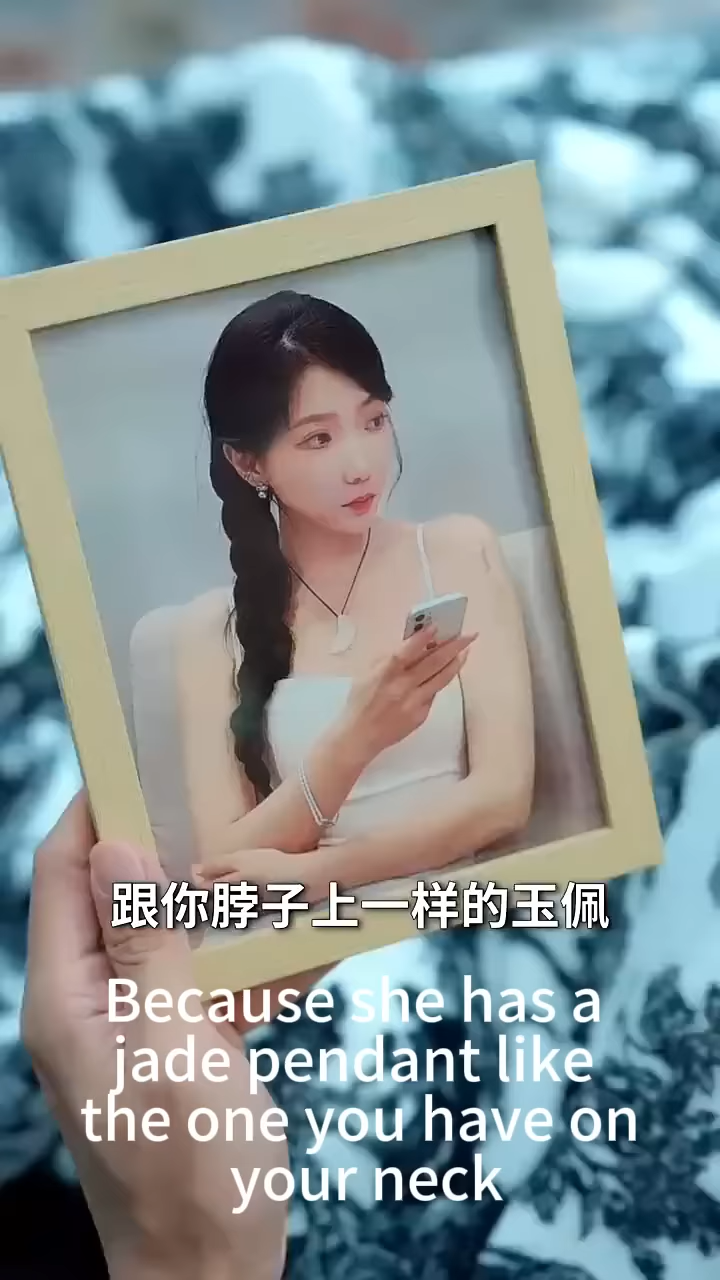 跟你脖子上一样的玉佩
Because she has a
jade pendant like
the one you have on
your neck